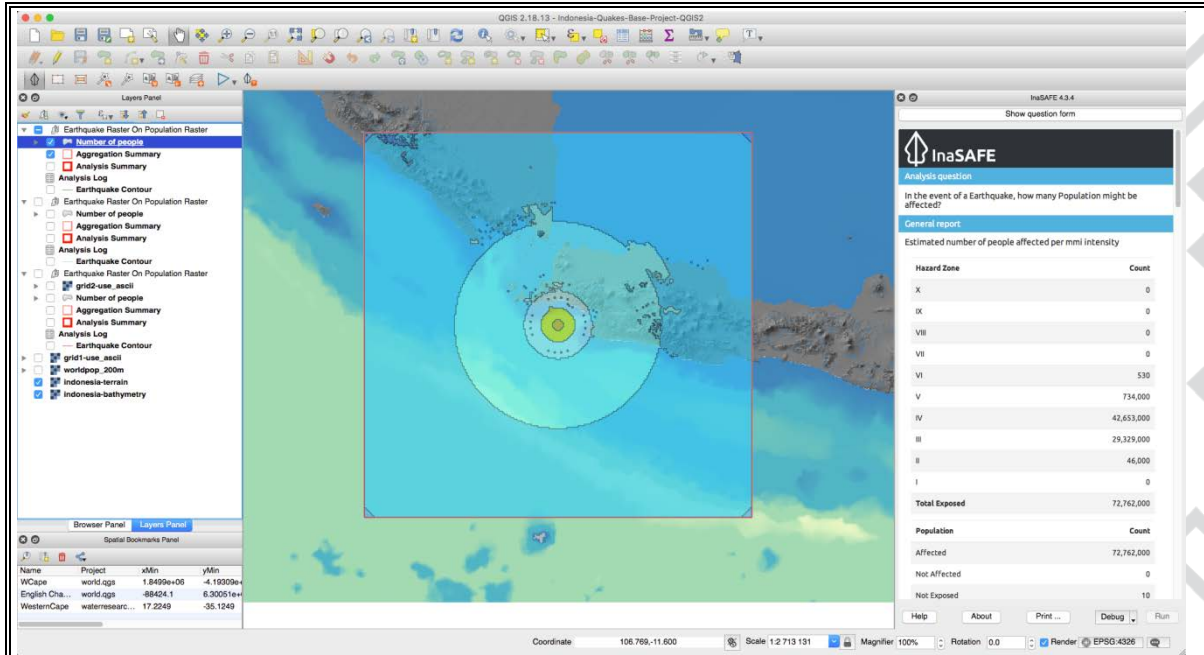 QGIS 2.18.13 - Indonesia-Quakes-Base-Project-QGIS2
Layers Panel
Earthquake Raster On Population Raster
Number of people
Aggregation Summary
Analysis Summary
Analysis Log
Earthquake Contour
Earthquake Raster On Population Raster
Number of people
Aggregation Summary
Analysis Summary
Analysis Log
Earthquake Contour
Earthquake Raster On Population Raster
grid2-use_ascii
Number of people
Aggregation Summary
Analysis Summary
Analysis Log
Earthquake Contour
grid1-use_ascii
worldpop_200m
indonesia-terrain
indonesia-bathymetry
Browser Panel Layers Panel
Spatial Bookmarks Panel
Name Project xMin yMin
WCape world.qgs 1.8499e+06 -4.19309e+
English Cha... world.qgs -88424.1 6.30051e+
WesternCape waterresearc... 17.2249 -35.1249
InaSAFE 4.3.4
Show question form
InaSAFE
Analysis question
In the event of a Earthquake, how many Population might be
affected?
General report
Estimated number of people affected per mmi intensity
Hazard Zone Count
X 0
IX 0
VIII 0
VII 0
VI 530
V 734,000
IV 42,653,000
III 29,329,000
II 46,000
I 0
Total Exposed 72,762,000
Population Count
Affected 72,762,000
Not Affected 0
Not Exposed 10
Help About Print ... Debug Run
Coordinate 106.769,-11.600 Scale 1:2 713 131 Magnifier 100% Rotation 0.0 Render EPSG:4326